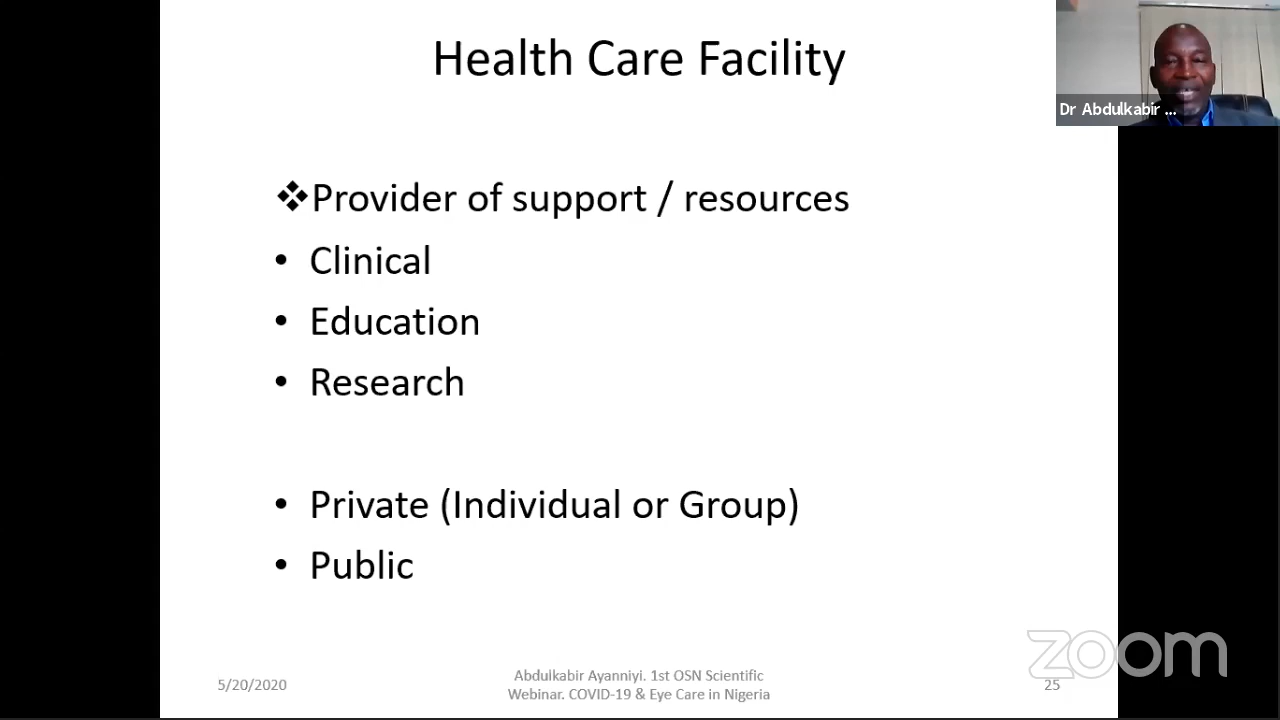 Health Care Facility
Dr Abdulkabir ...
❖Provider of support / resources
• Clinical
• Education
• Research
• Private (Individual or Group)
• Public
5/20/2020
Abdulkabir Ayanniyi. 1st OSN Scientific
Webinar. COVID-19 & Eye Care in Nigeria
25
zoom